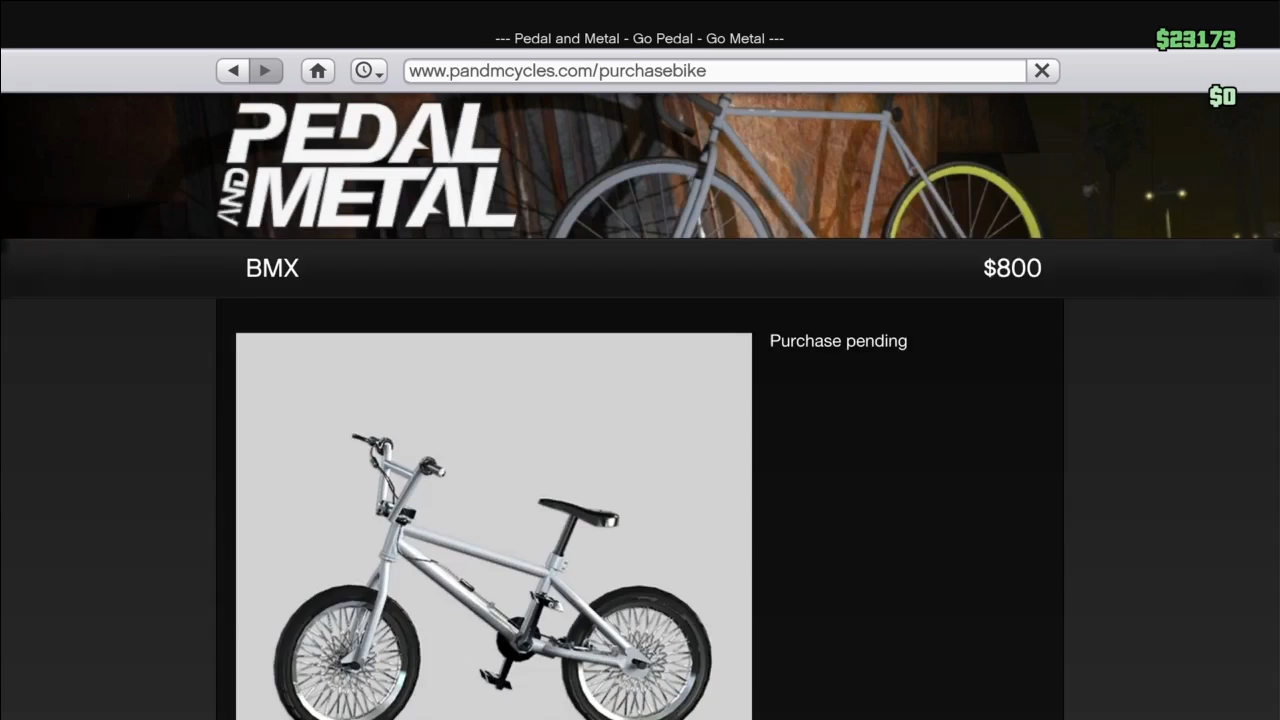 --- Pedal and Metal - Go Pedal - Go Metal ---
$23173
www.pandmcycles.com/purchasebike
$0
PEDAL
AND METAL
BMX $800
Purchase pending